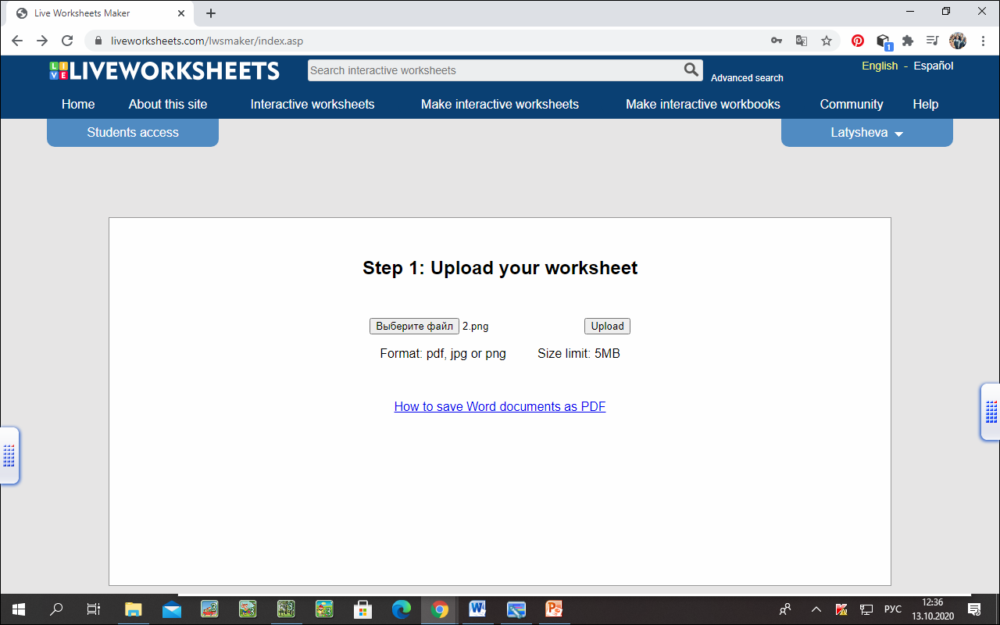 Live Worksheets Maker
liveworksheets.com/lwsmaker/index.asp
1
LIVE LIVEWORKSHEETS
Search interactive worksheets
Advanced search
English - Español
Home About this site Interactive worksheets Make interactive worksheets Make interactive workbooks Community Help
Students access
Latysheva
Step 1: Upload your worksheet
Выберите файл 2.png Upload
Format: pdf, jpg or png Size limit: 5MB
How to save Word documents as PDF
РУС
12:36
13.10.2020